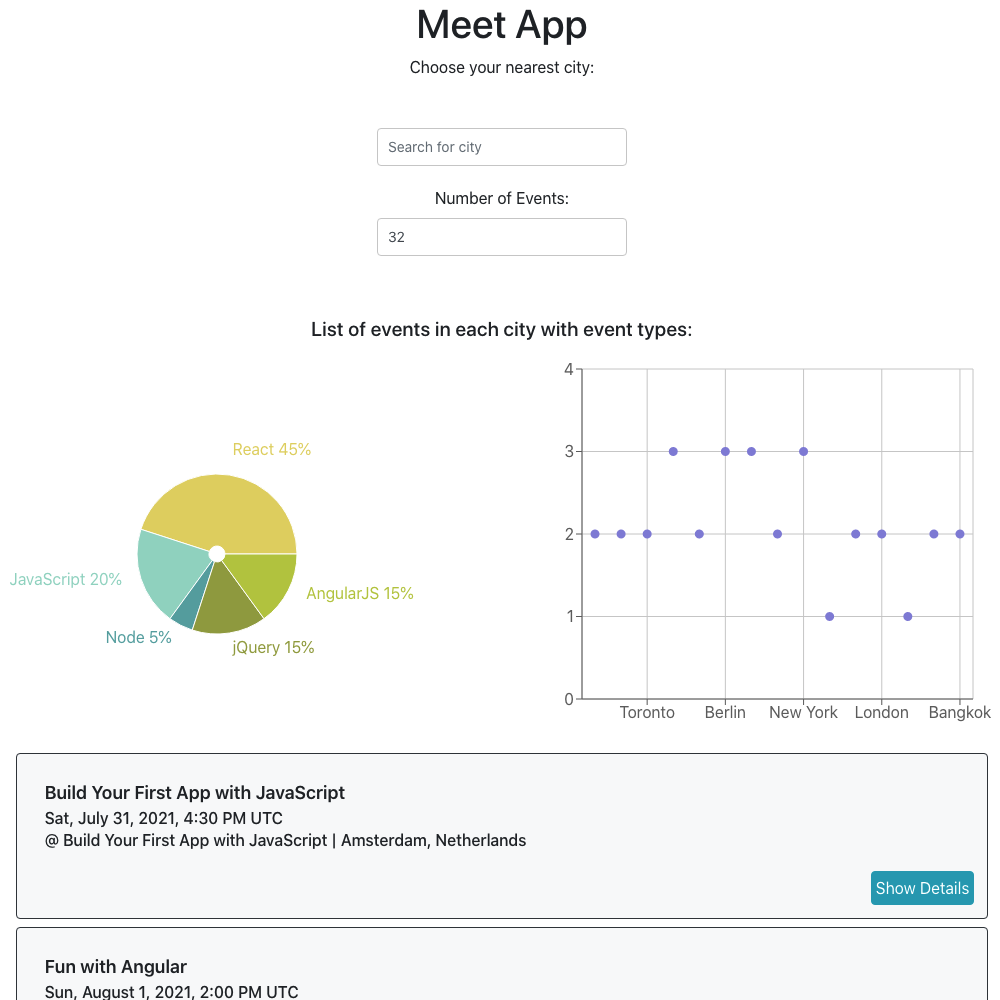 Meet App
Choose your nearest city:
Search for city
Number of Events:
32
List of events in each city with event types:
React 45%
JavaScript 20%
AngularJS 15%
Node 5%
jQuery 15%
4
3
2
1
0
Toronto Berlin New York London Bangkok
Build Your First App with JavaScript
Sat, July 31, 2021, 4:30 PM UTC
@ Build Your First App with JavaScript | Amsterdam, Netherlands
Show Details
Fun with Angular
Sun, August 1, 2021, 2:00 PM UTC